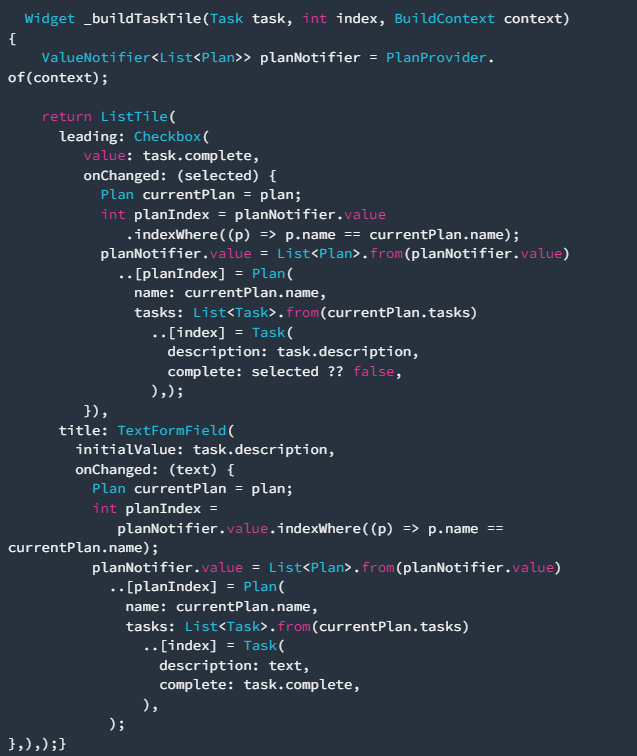 Widget _buildTaskTile(Task task, int index, BuildContext context)
{
    ValueNotifier<List<Plan>> planNotifier = PlanProvider.
of(context);

    return ListTile(
      leading: Checkbox(
         value: task.complete,
         onChanged: (selected) {
           Plan currentPlan = plan;
           int planIndex = planNotifier.value
              .indexWhere((p) => p.name == currentPlan.name);
           planNotifier.value = List<Plan>.from(planNotifier.value)
             ..[planIndex] = Plan(
               name: currentPlan.name,
               tasks: List<Task>.from(currentPlan.tasks)
                 ..[index] = Task(
                   description: task.description,
                   complete: selected ?? false,
                 ),);
         }),
      title: TextFormField(
        initialValue: task.description,
        onChanged: (text) {
          Plan currentPlan = plan;
          int planIndex =
             planNotifier.value.indexWhere((p) => p.name ==
currentPlan.name);
          planNotifier.value = List<Plan>.from(planNotifier.value)
            ..[planIndex] = Plan(
              name: currentPlan.name,
              tasks: List<Task>.from(currentPlan.tasks)
                ..[index] = Task(
                  description: text,
                  complete: task.complete,
                ),
            );
},),);}